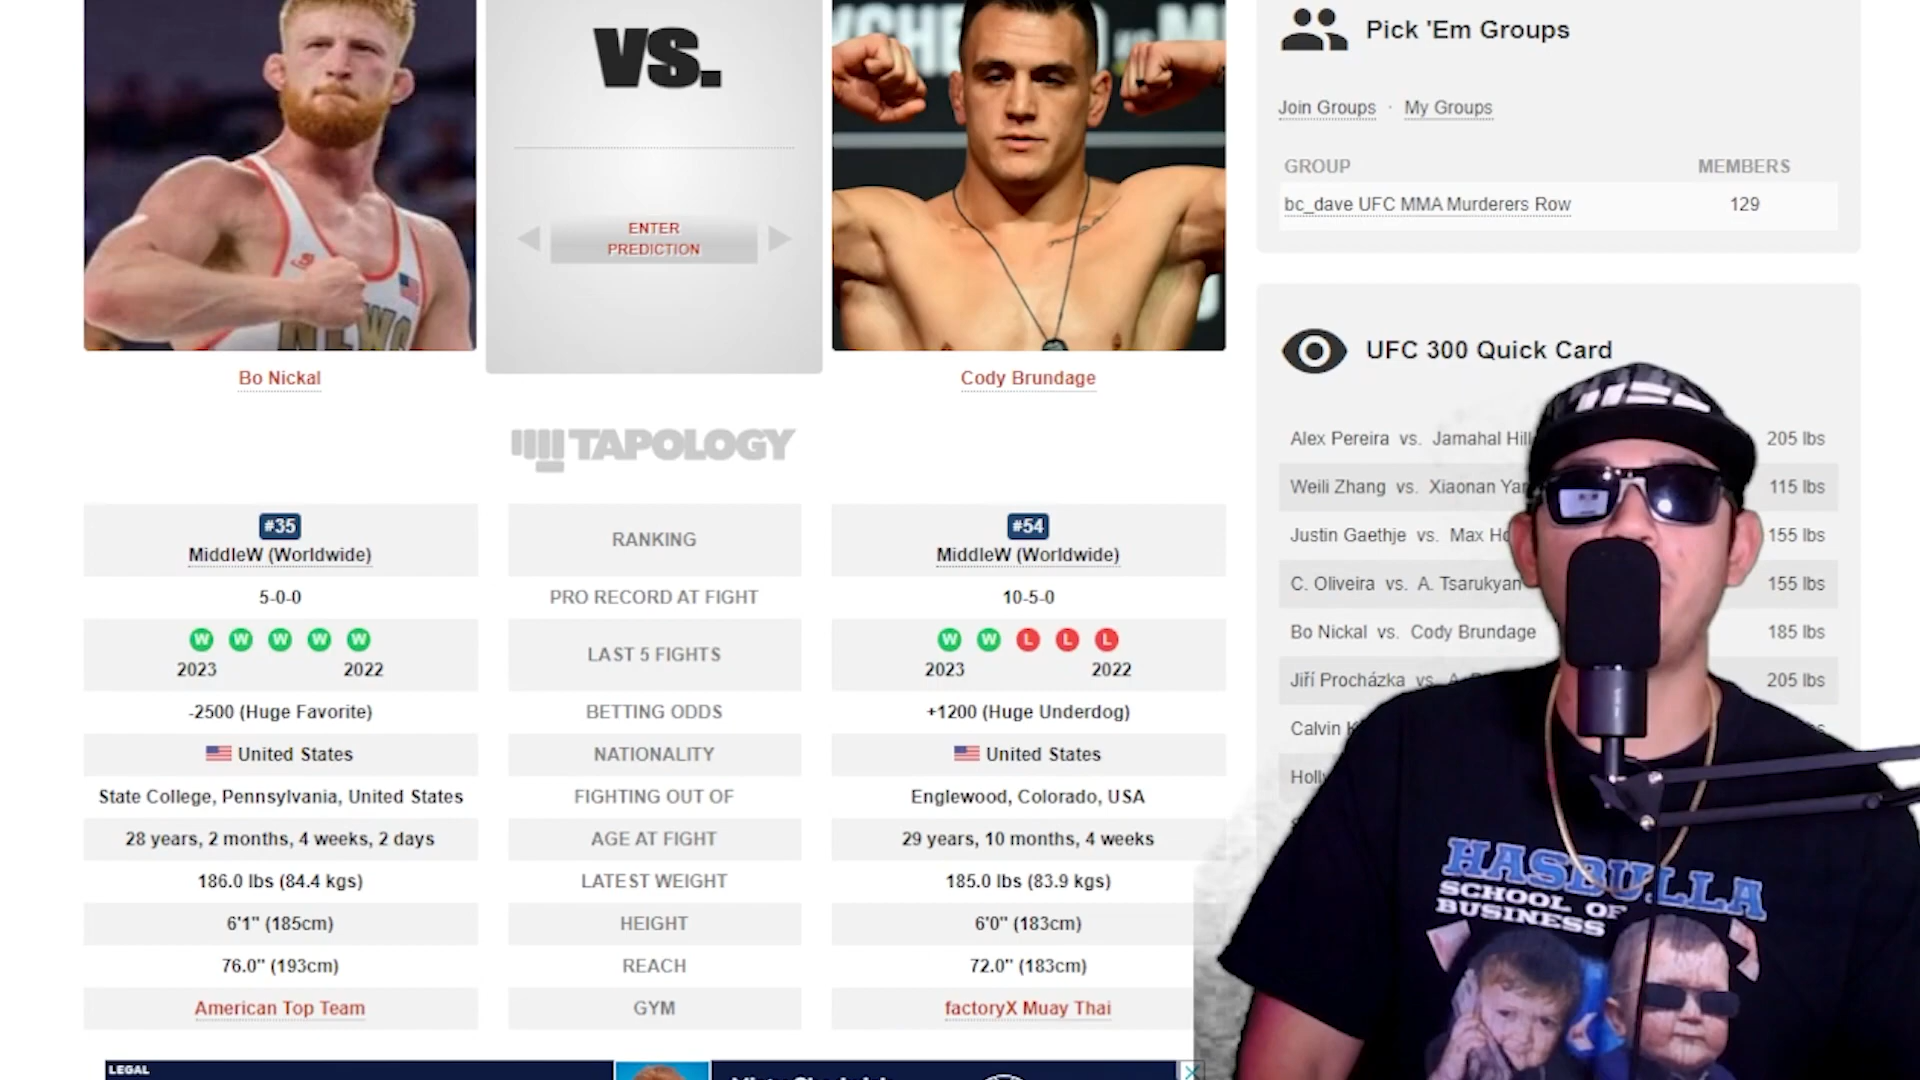 VS.
ENTER
PREDICTION
Bo Nickal
Cody Brundage
TAPOLOGY
#35
MiddleW (Worldwide)
RANKING
#54
MiddleW (Worldwide)
5-0-0
PRO RECORD AT FIGHT
10-5-0
W W W W W
2023 2022
LAST 5 FIGHTS
W W L L L
2023 2022
-2500 (Huge Favorite)
BETTING ODDS
+1200 (Huge Underdog)
United States
NATIONALITY
United States
State College, Pennsylvania, United States
FIGHTING OUT OF
Englewood, Colorado, USA
28 years, 2 months, 4 weeks, 2 days
AGE AT FIGHT
29 years, 10 months, 4 weeks
186.0 lbs (84.4 kgs)
LATEST WEIGHT
185.0 lbs (83.9 kgs)
6'1" (185cm)
HEIGHT
6'0" (183cm)
76.0" (193cm)
REACH
72.0" (183cm)
American Top Team
GYM
factoryX Muay Thai
LEGAL
Pick 'Em Groups
Join Groups · My Groups
GROUP MEMBERS
bc_dave UFC MMA Murderers Row 129
UFC 300 Quick Card
Alex Pereira vs. Jamahal Hill 205 lbs
Weili Zhang vs. Xiaonan 115 lbs
Justin Gaethje vs. Max 155 lbs
C. Oliveira vs. A. Tsarukyan 155 lbs
Bo Nickal vs. Cody Brundage 185 lbs
Jiří Procházka vs. 205 lbs
Calvin
HASBULLA
SCHOOL OF
BUSINESS